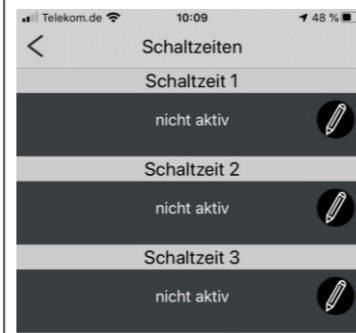 Telekom.de 10:09 48 %
Schaltzeiten
Schaltzeit 1
nicht aktiv
Schaltzeit 2
nicht aktiv
Schaltzeit 3
nicht aktiv